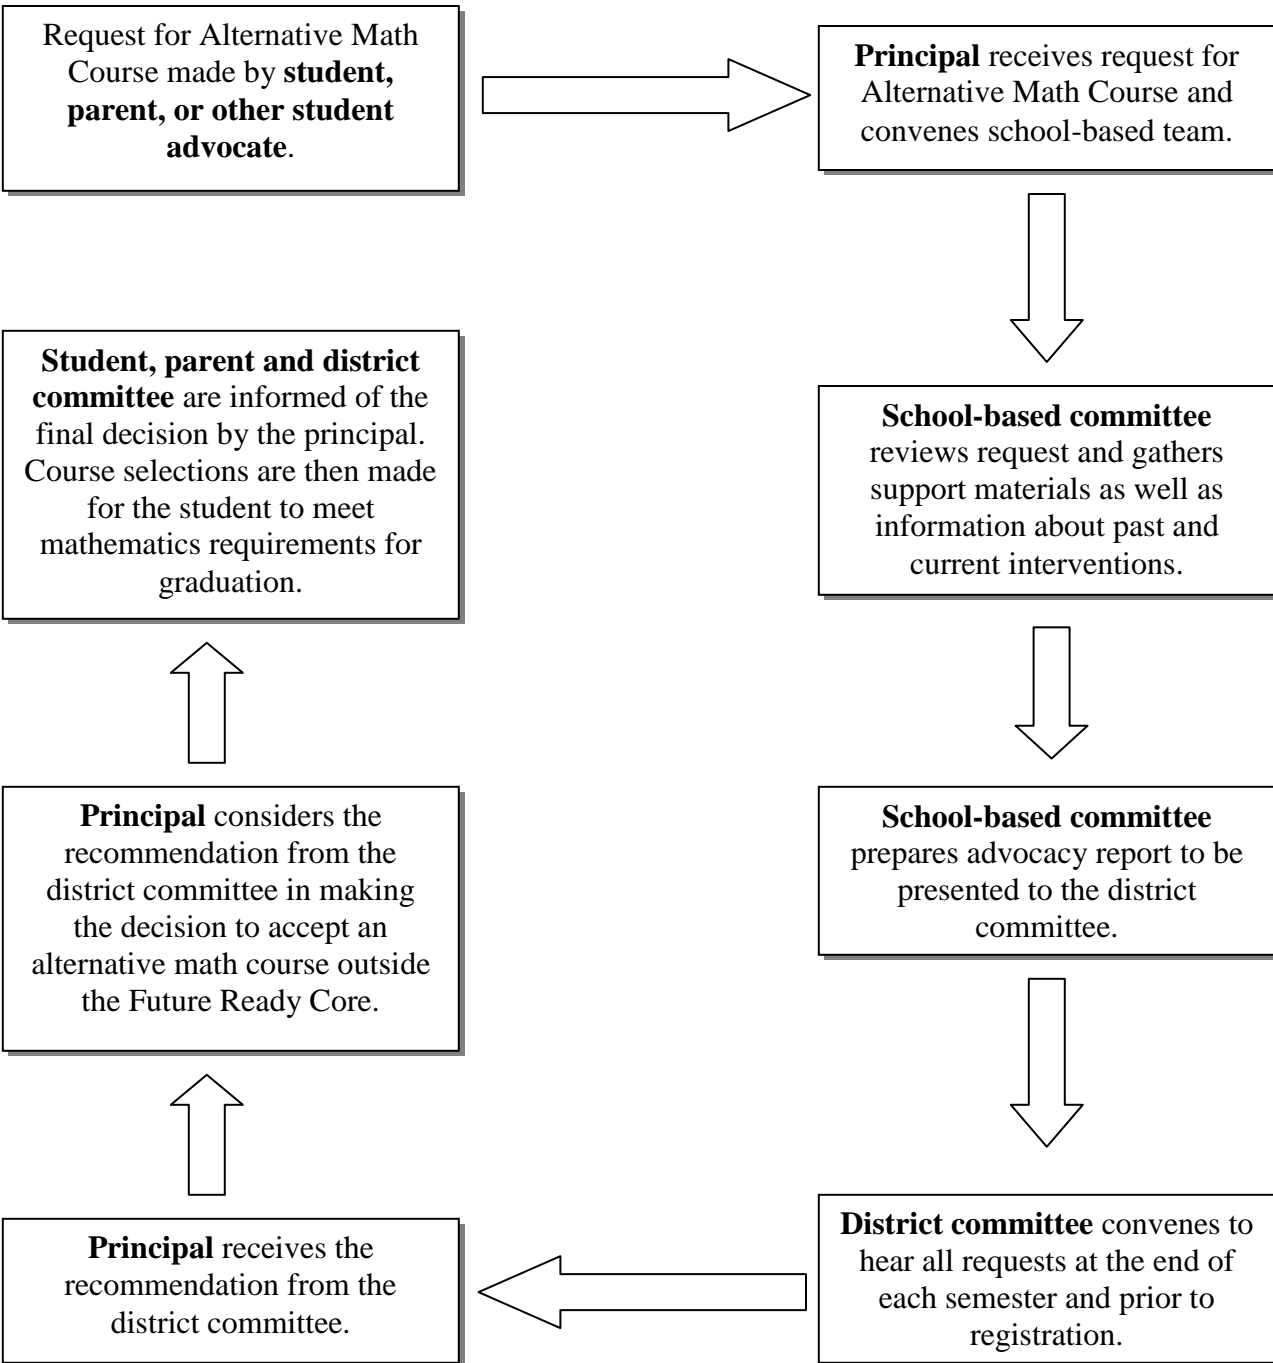 Request for Alternative Math
Course made by student,
parent, or other student
advocate.
Principal receives request for
Alternative Math Course and
convenes school-based team.
School-based committee
reviews request and gathers
support materials as well as
information about past and
current interventions.
School-based committee
prepares advocacy report to be
presented to the district
committee.
District committee convenes to
hear all requests at the end of
each semester and prior to
registration.
Principal receives the
recommendation from the
district committee.
Principal considers the
recommendation from the
district committee in making
the decision to accept an
alternative math course outside
the Future Ready Core.
Student, parent and district
committee are informed of the
final decision by the principal.
Course selections are then made
for the student to meet
mathematics requirements for
graduation.